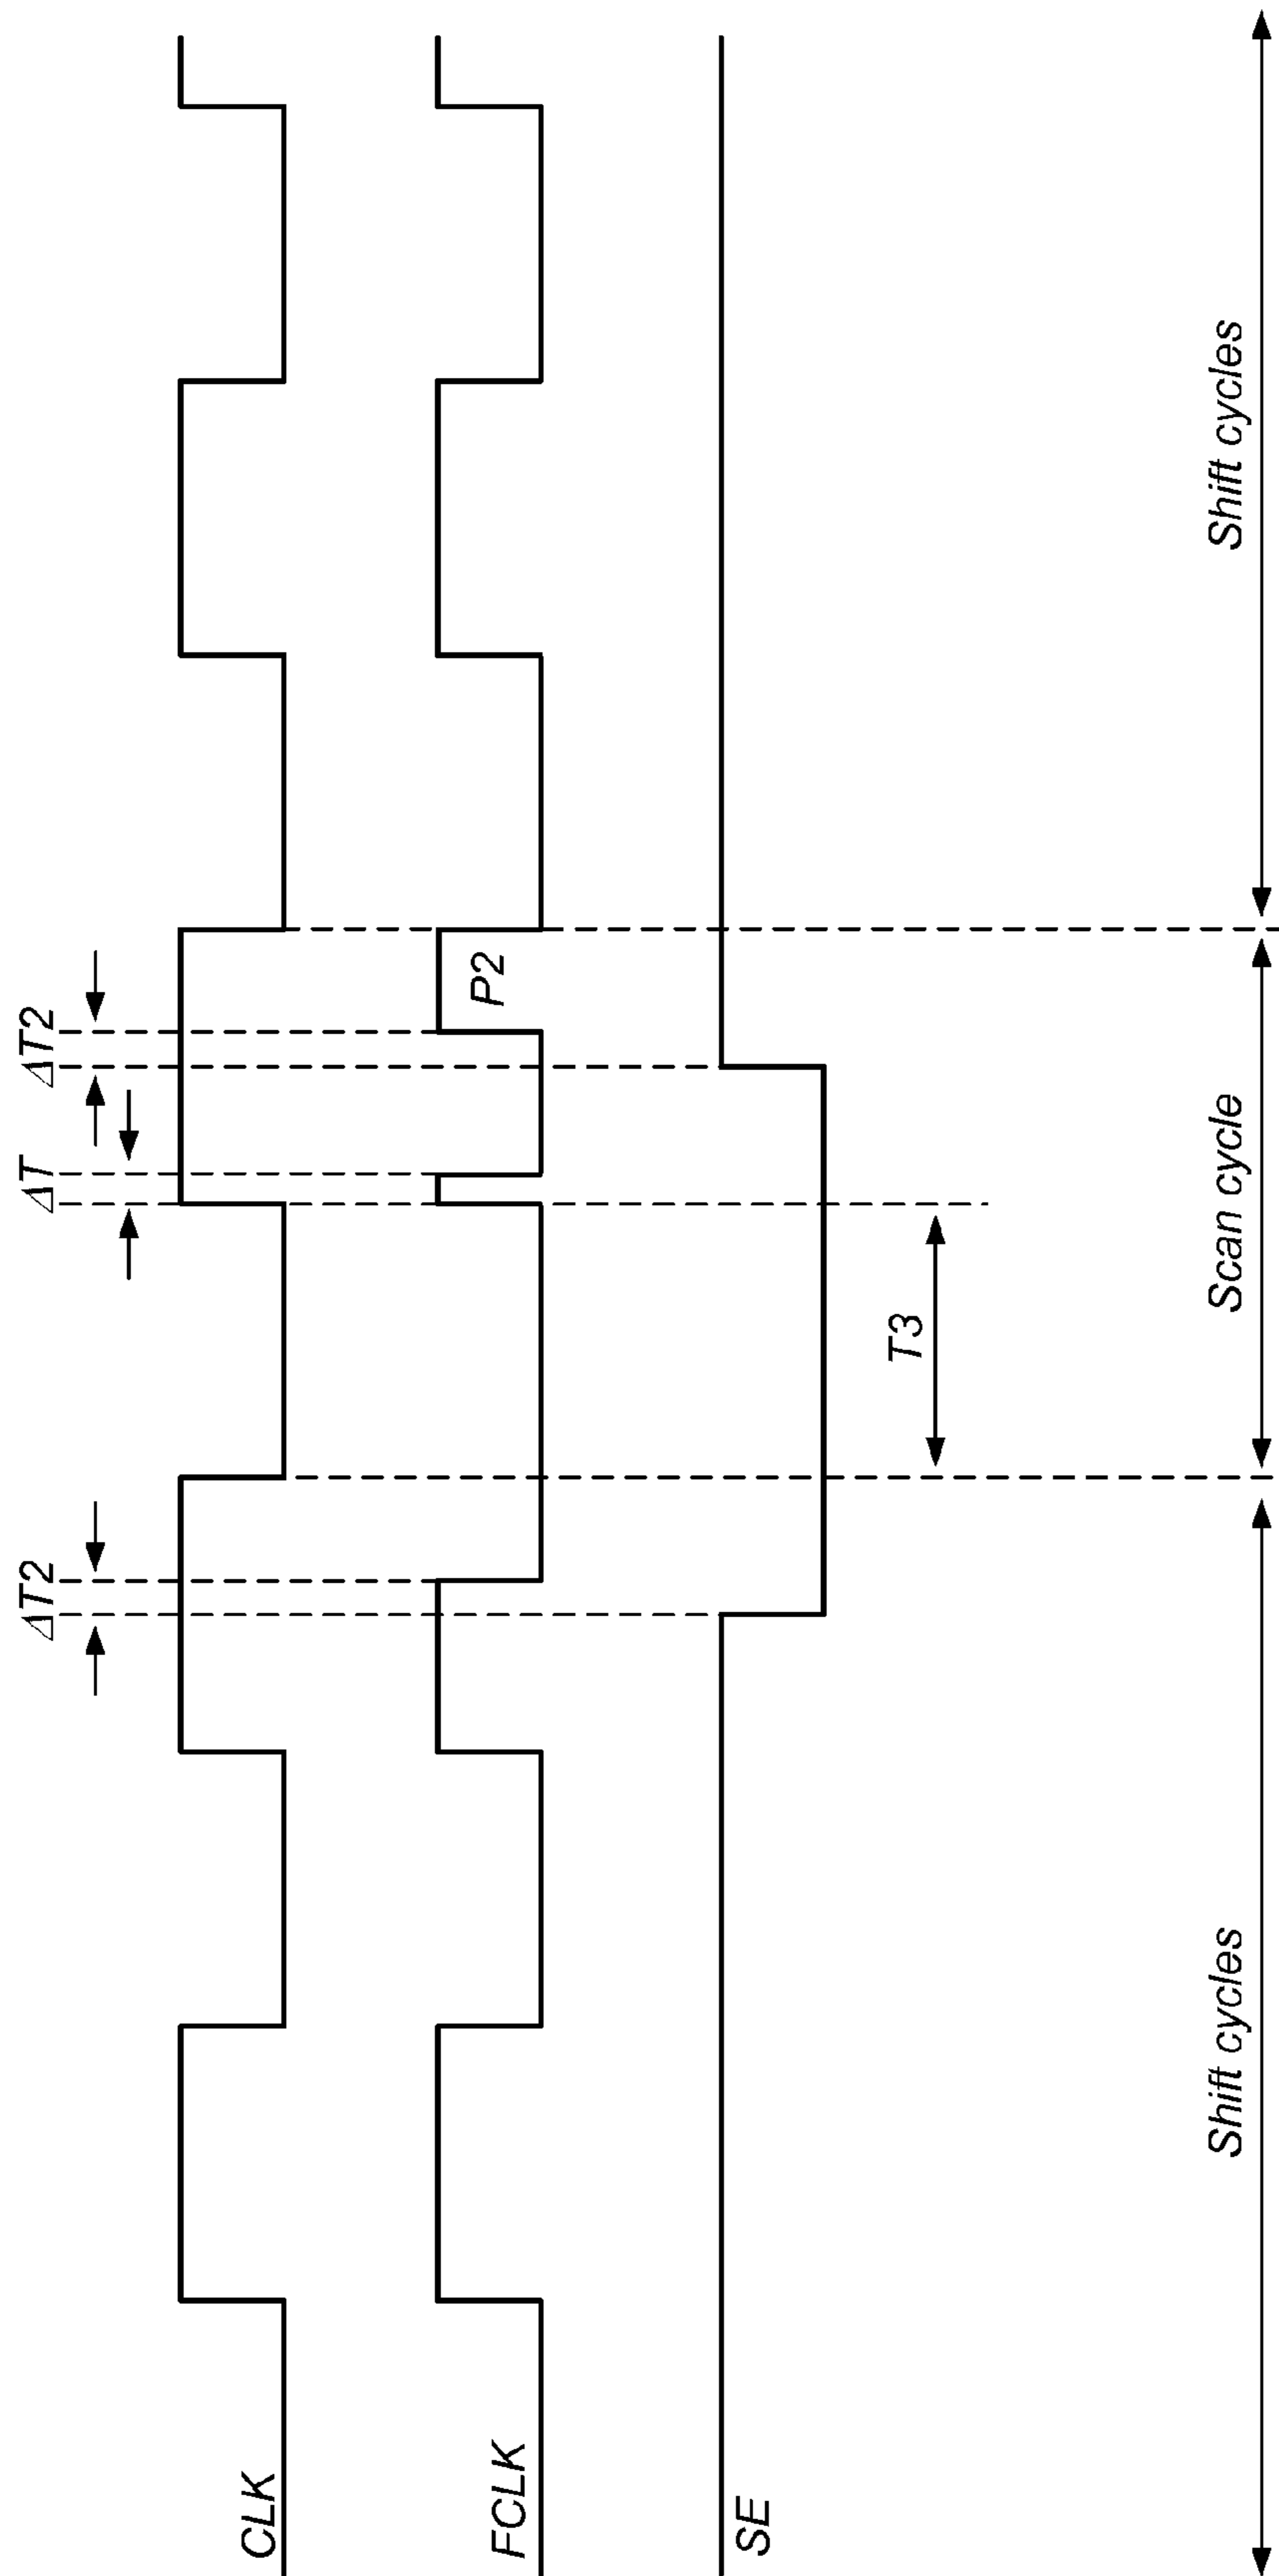 ΔT2
ΔT
ΔT2
CLK
P2
FCLK
SE
T3
Shift cycles
Scan cycle
Shift cycles